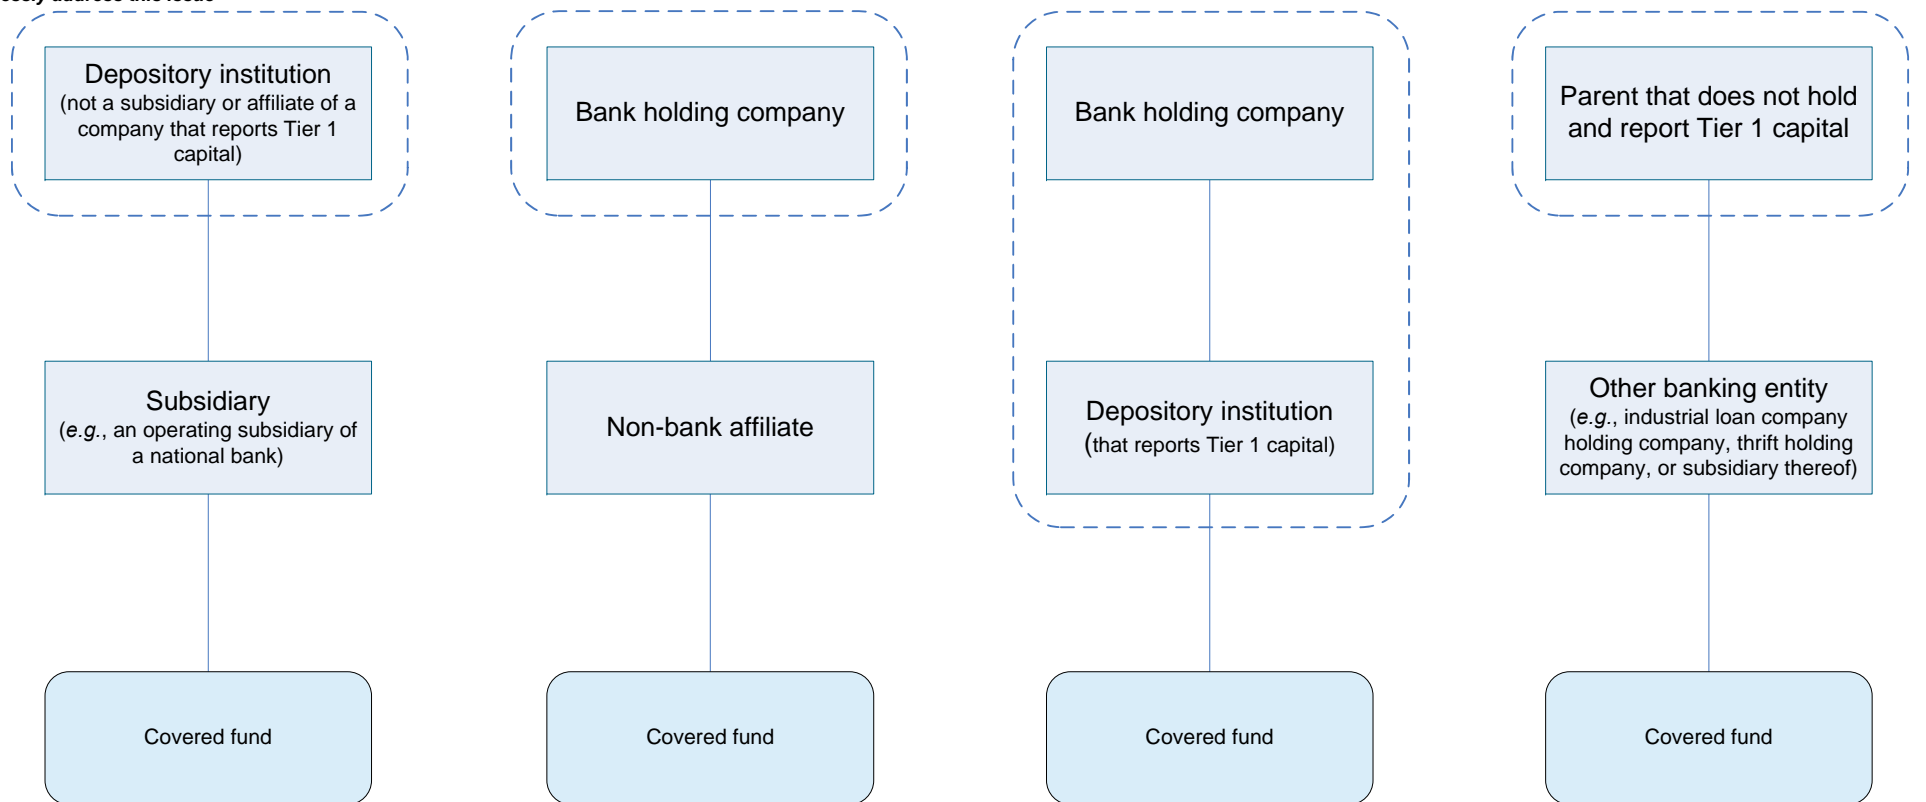 address this issue
Depository institution
(not a subsidiary or affiliate of a
company that reports Tier 1
capital)
Bank holding company
Bank holding company
Parent that does not hold
and report Tier 1 capital
Subsidiary
(e.g., an operating subsidiary of
a national bank)
Non-bank affiliate
Depository institution
(that reports Tier 1 capital)
Other banking entity
(e.g., industrial loan company
holding company, thrift holding
company, or subsidiary thereof)
Covered fund
Covered fund
Covered fund
Covered fund